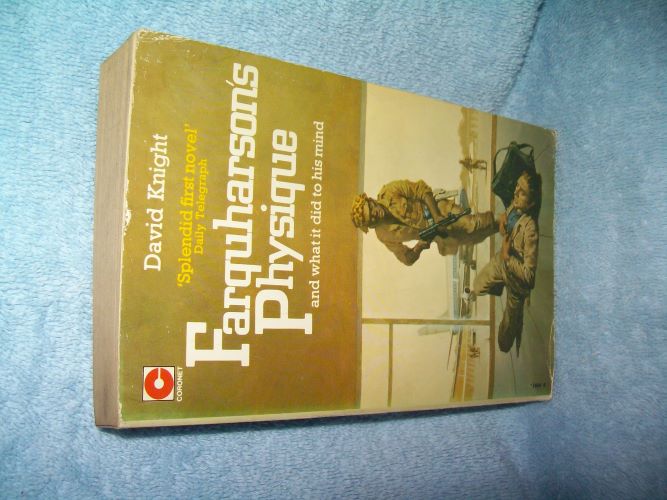 David Knight
'Splendid first novel'
Daily Telegraph
Farquharson's
Physique
and what it did to his mind
CORONET